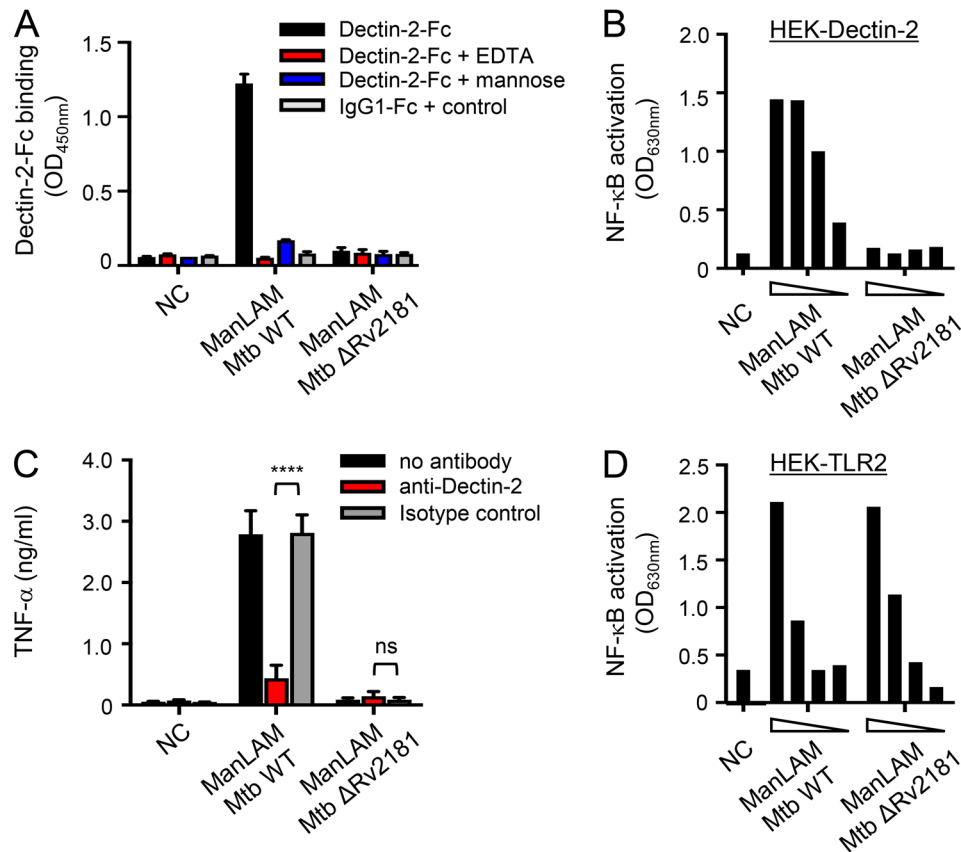 A
Dectin-2-Fc binding
(OD450nm)
1.5
1.0
0.5
0
Dectin-2-Fc
Dectin-2-Fc + EDTA
Dectin-2-Fc + mannose
IgG1-Fc + control
NC
ManLAM
Mtb WT
ManLAM
Mtb ΔRv2181
B
HEK-Dectin-2
NF-κB activation
(OD630nm)
2.0
1.5
1.0
0.5
0
NC
ManLAM
Mtb WT
ManLAM
Mtb ΔRv2181
C
TNF-α (ng/ml)
4.0
3.0
2.0
1.0
0
no antibody
anti-Dectin-2
Isotype control
****
ns
NC
ManLAM
Mtb WT
ManLAM
Mtb ΔRv2181
D
HEK-TLR2
NF-κB activation
(OD630nm)
2.5
2.0
1.5
1.0
0.5
0
NC
ManLAM
Mtb WT
ManLAM
Mtb ΔRv2181